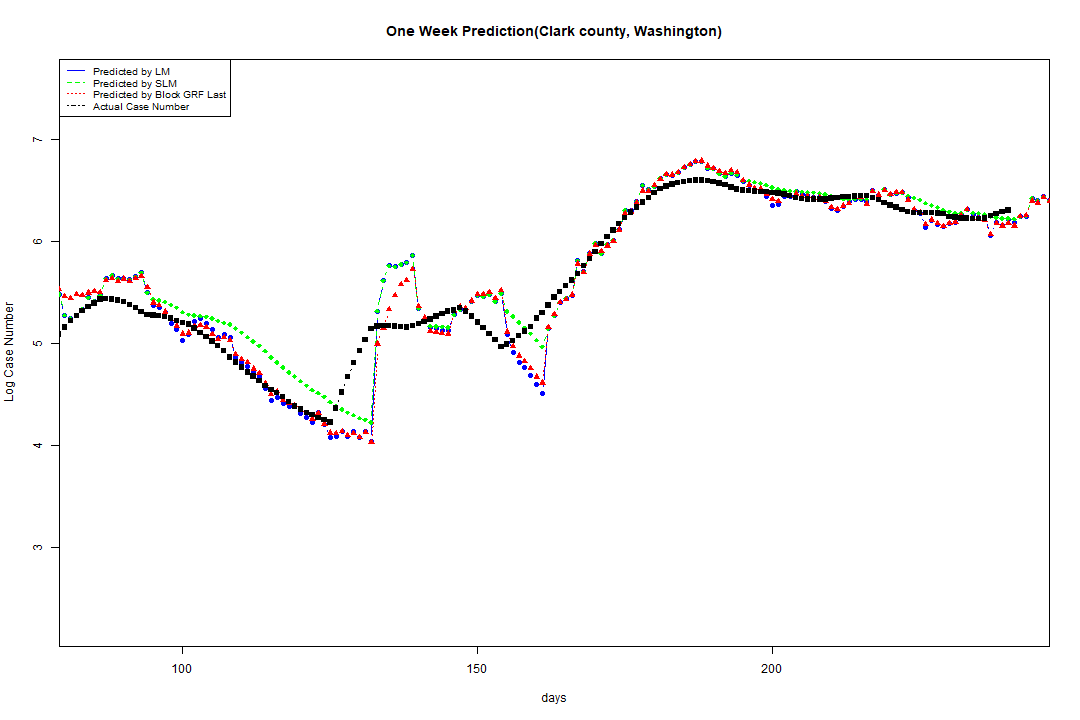 One Week Prediction(Clark county, Washington)
Predicted by LM
Predicted by SLM
Predicted by Block GRF Last
Actual Case Number
7
6
5
4
3
Log Case Number
100 150 200
days